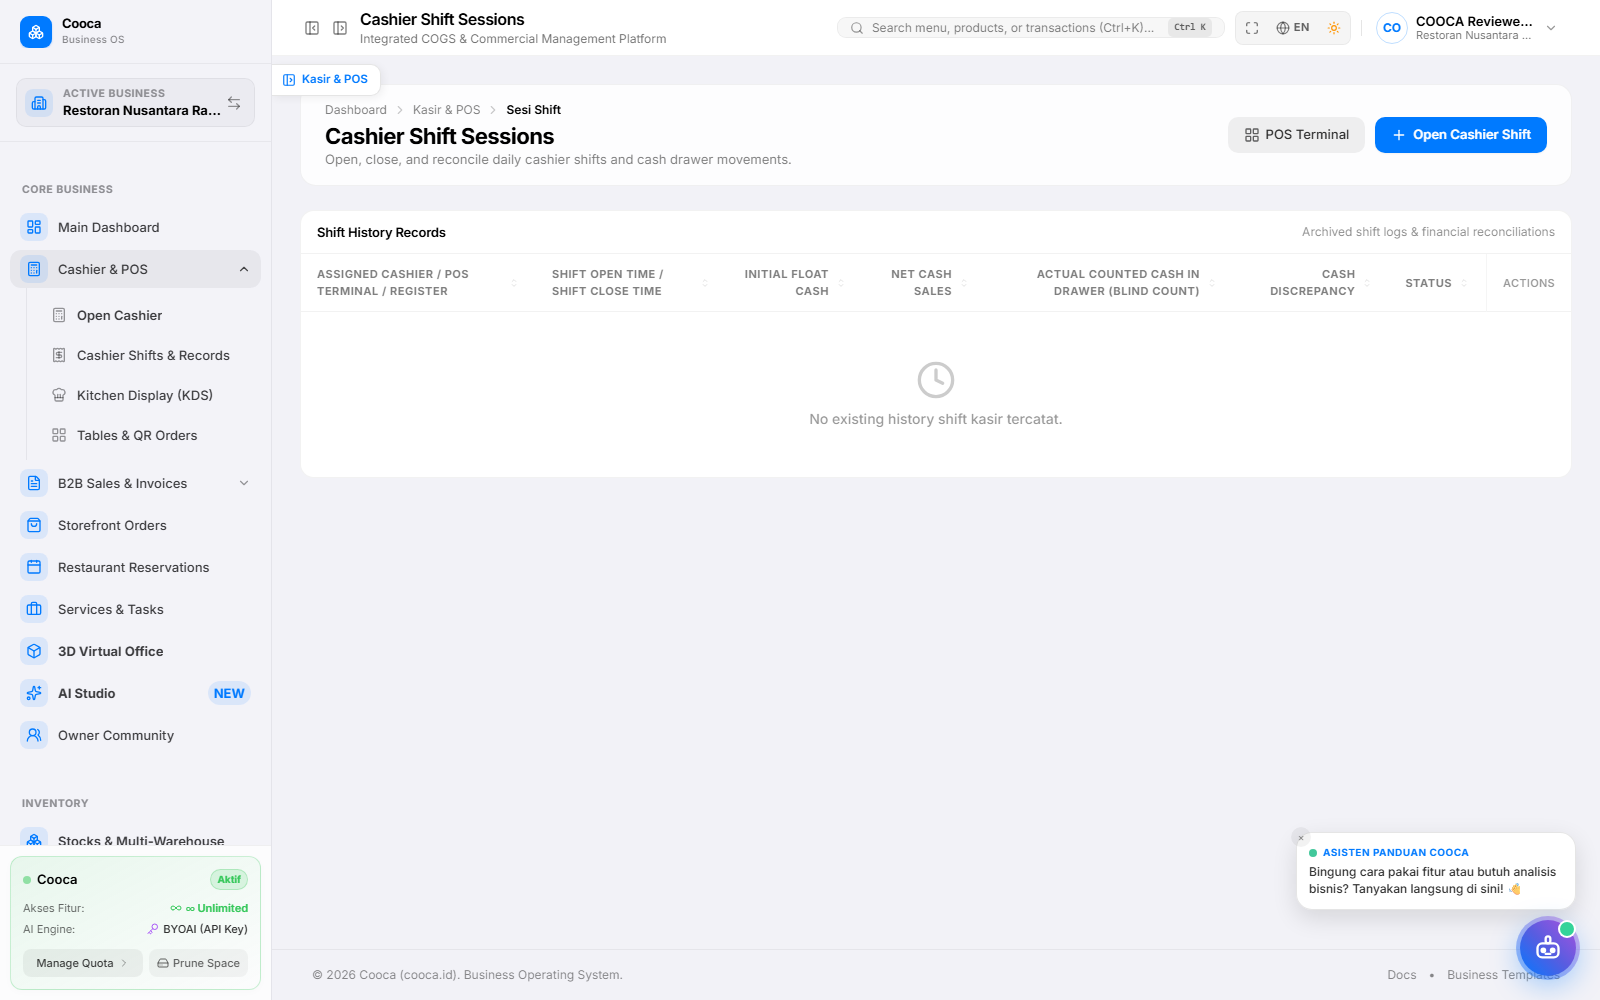 Cooca
Business OS
ACTIVE BUSINESS
Restoran Nusantara Ra...
CORE BUSINESS
Main Dashboard
Cashier & POS
Open Cashier
Cashier Shifts & Records
Kitchen Display (KDS)
Tables & QR Orders
B2B Sales & Invoices
Storefront Orders
Restaurant Reservations
Services & Tasks
3D Virtual Office
AI Studio
NEW
Owner Community
INVENTORY
Stocks & Multi-Warehouse
Cooca
Aktif
Akses Fitur:
∞ Unlimited
AI Engine:
BYOAI (API Key)
Manage Quota
Prune Space
Cashier Shift Sessions
Integrated COGS & Commercial Management Platform
Search menu, products, or transactions (Ctrl+K)...
Ctrl K
EN
CO
COOCA Reviewe...
Restoran Nusantara ...
Kasir & POS
Dashboard > Kasir & POS > Sesi Shift
Cashier Shift Sessions
Open, close, and reconcile daily cashier shifts and cash drawer movements.
POS Terminal
+ Open Cashier Shift
Shift History Records
Archived shift logs & financial reconciliations
ASSIGNED CASHIER / POS
TERMINAL / REGISTER
SHIFT OPEN TIME /
SHIFT CLOSE TIME
INITIAL FLOAT
CASH
NET CASH
SALES
ACTUAL COUNTED CASH IN
DRAWER (BLIND COUNT)
CASH
DISCREPANCY
STATUS
ACTIONS
No existing history shift kasir tercatat.
ASISTEN PANDUAN COOCA
Bingung cara pakai fitur atau butuh analisis
bisnis? Tanyakan langsung di sini! 👋
© 2026 Cooca (cooca.id). Business Operating System.
Docs • Business Templates